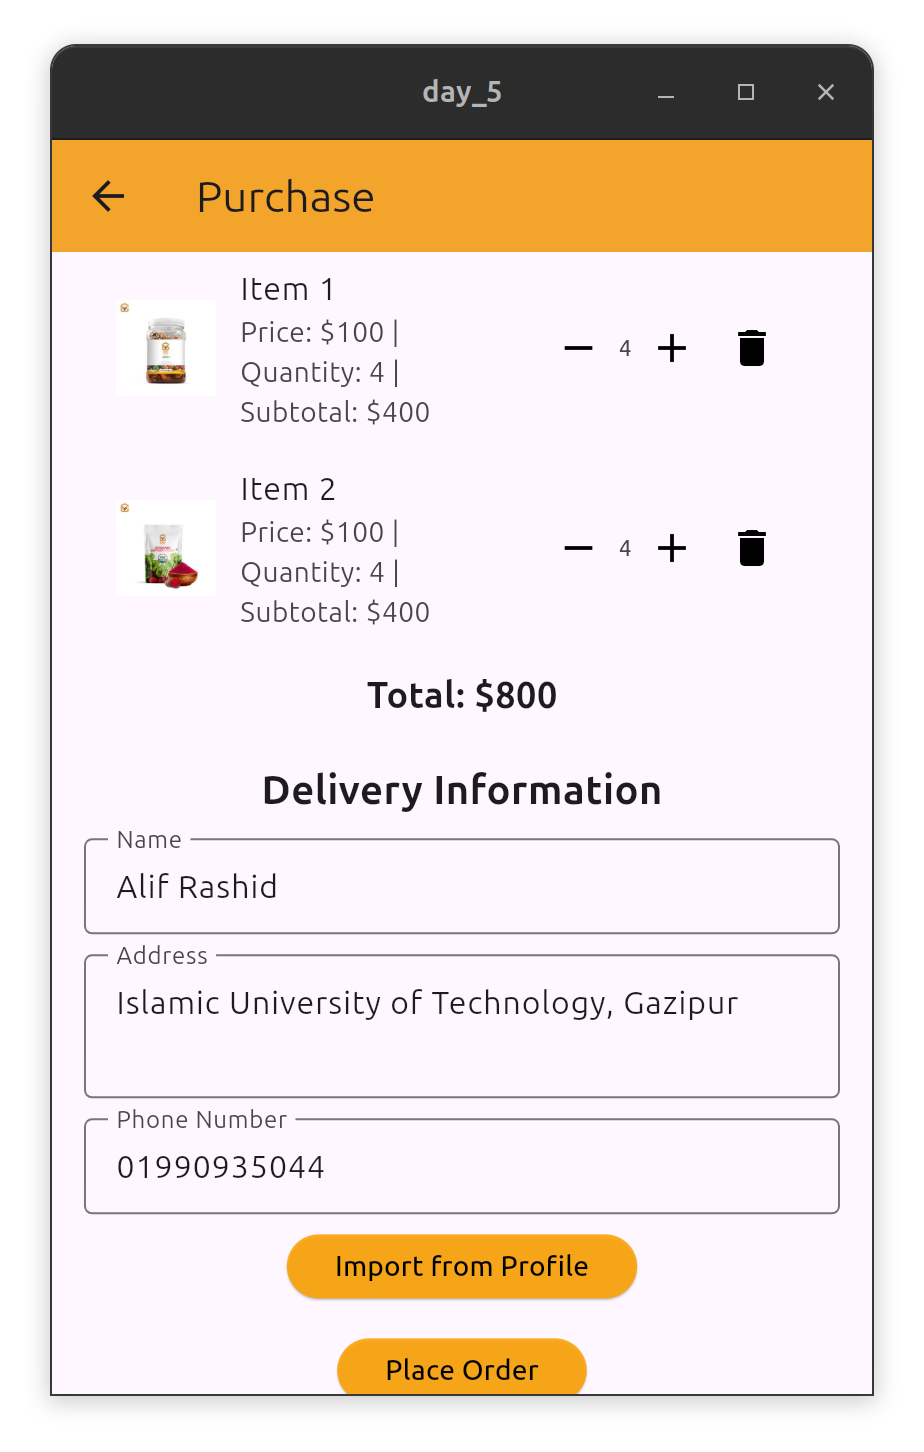 day_5
Purchase
Item 1
Price: $100 |
Quantity: 4 |
Subtotal: $400
4
Item 2
Price: $100 |
Quantity: 4 |
Subtotal: $400
4
Total: $800
Delivery Information
Name
Alif Rashid
Address
Islamic University of Technology, Gazipur
Phone Number
01990935044
Import from Profile
Place Order